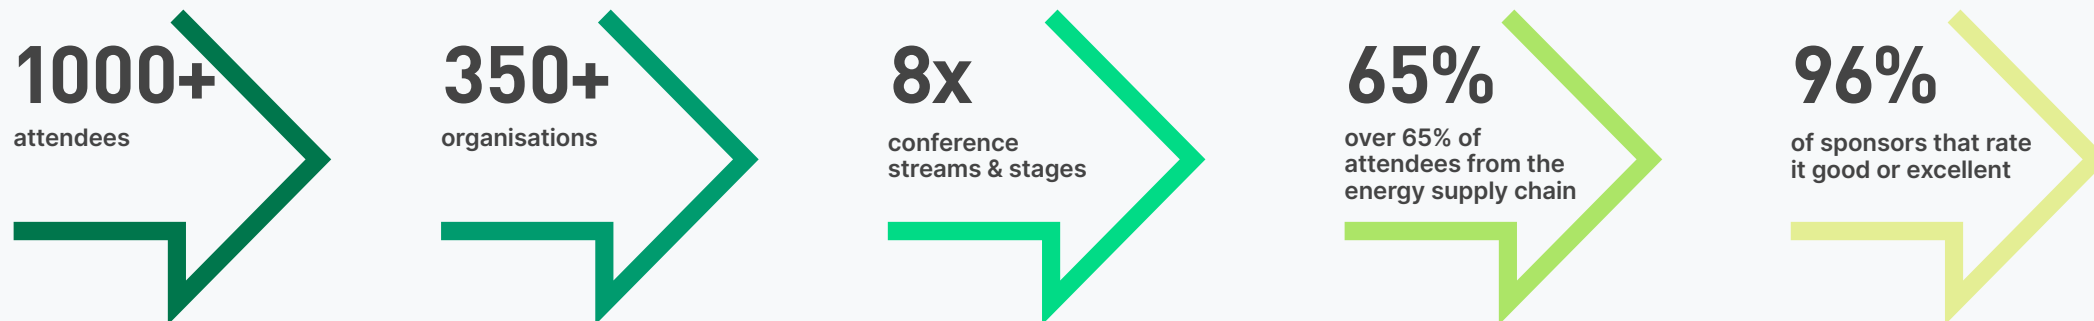 1000+
attendees
350+
organisations
8x
conference
streams & stages
65%
over 65% of
attendees from the
energy supply chain
96%
of sponsors that rate
it good or excellent